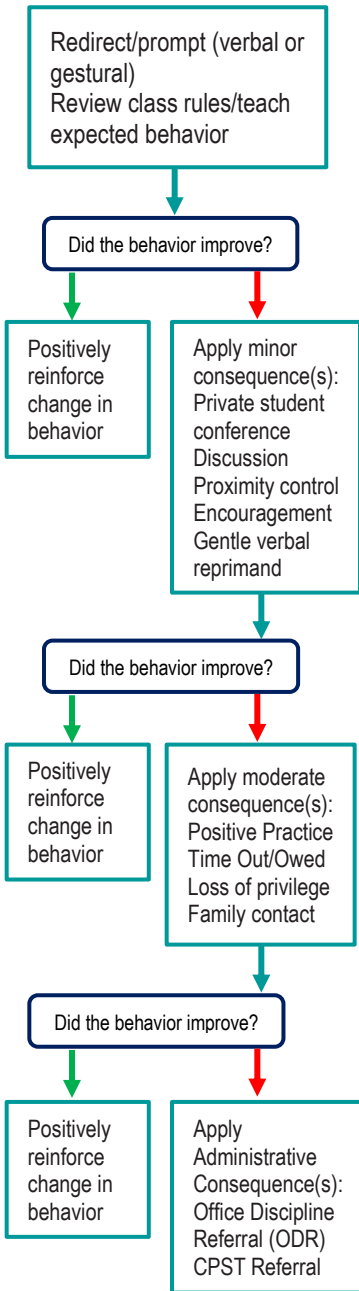 Redirect/prompt (verbal or
gestural)
Review class rules/teach
expected behavior
Did the behavior improve?
Positively
reinforce
change in
behavior
Apply minor
consequence(s):
Private student
conference
Discussion
Proximity control
Encouragement
Gentle verbal
reprimand
Did the behavior improve?
Positively
reinforce
change in
behavior
Apply moderate
consequence(s):
Positive Practice
Time Out/Owed
Loss of privilege
Family contact
Did the behavior improve?
Positively
reinforce
change in
behavior
Apply
Administrative
Consequence(s):
Office Discipline
Referral (ODR)
CPST Referral